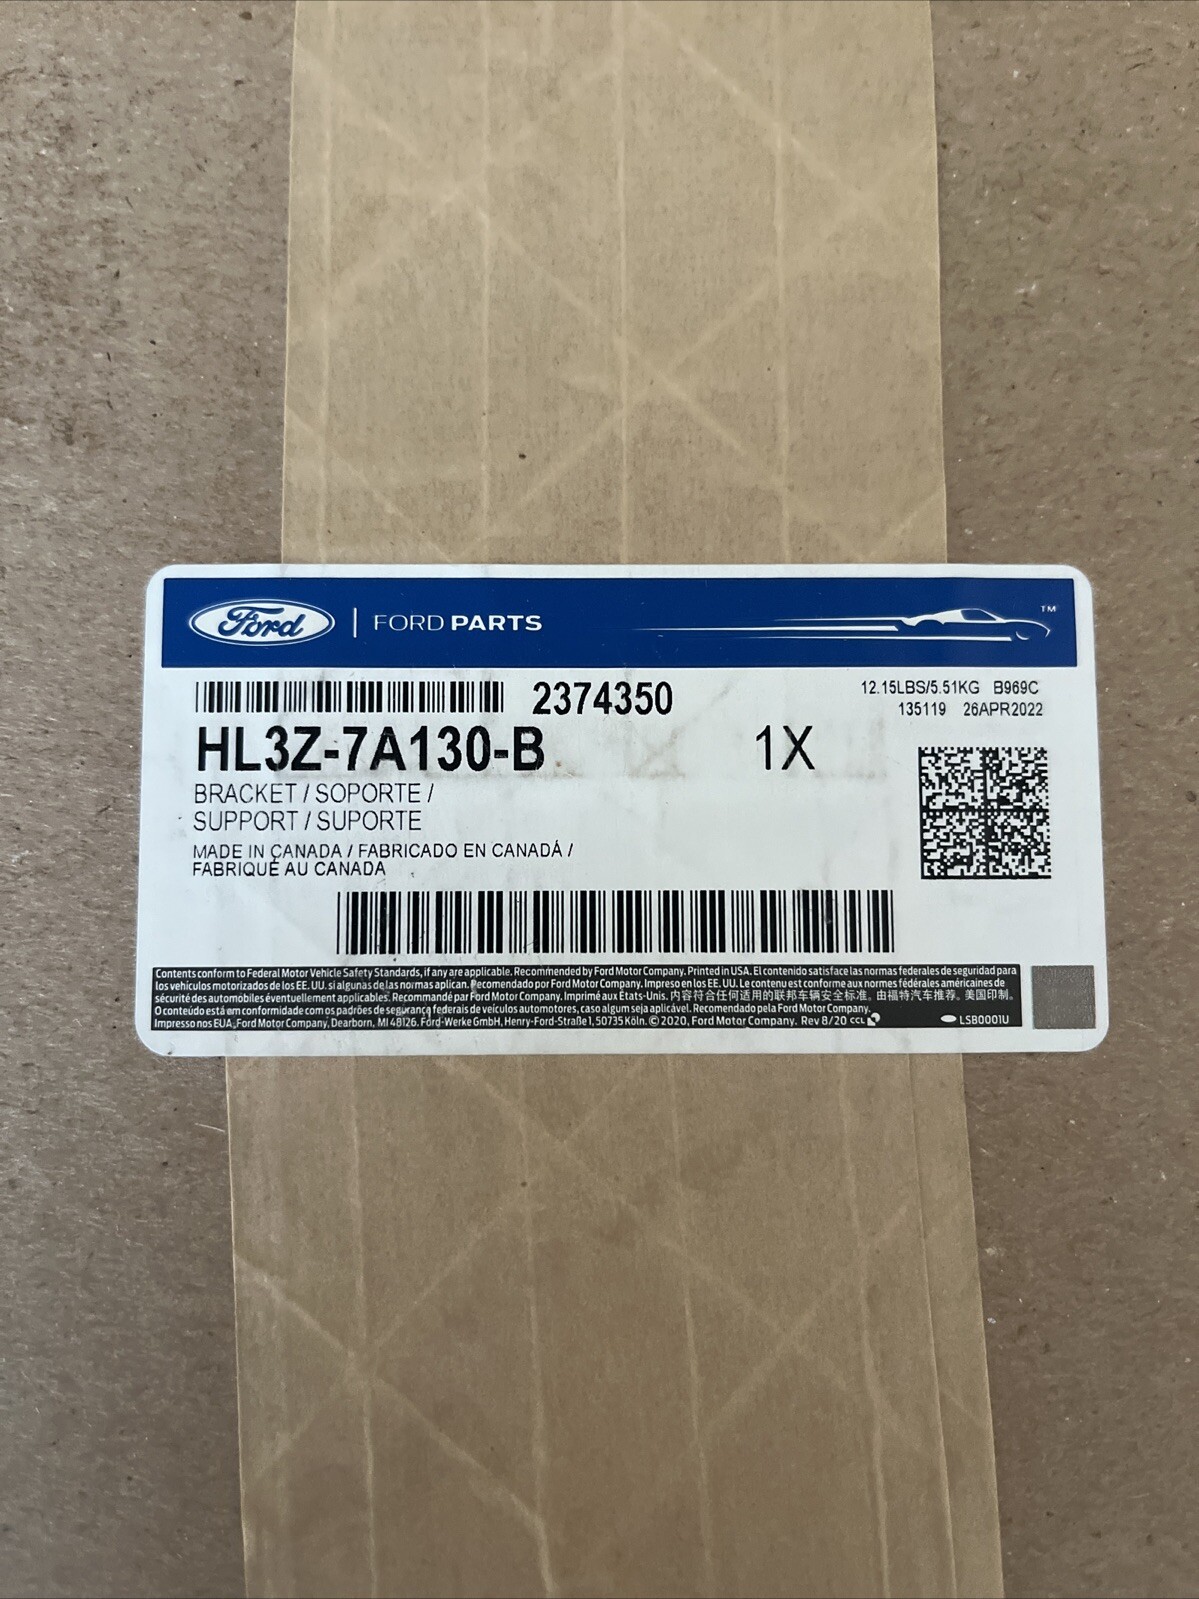 Ford | FORD PARTS TM
2374350 12.15LBS/5.51KG B969C
135119 26APR2022
HL3Z-7A130-B 1X
BRACKET / SOPORTE /
SUPPORT / SUPORTE
MADE IN CANADA / FABRICADO EN CANADÁ /
FABRIQUÉ AU CANADA
Contents conform to Federal Motor Vehicle Safety Standards, if any are applicable. Recommended by Ford Motor Company. Printed in USA. El contenido satisface las normas federales de seguridad para
los vehículos motorizados de los EE. UU. si algunas de las normas aplican. Recomendado por Ford Motor Company. Impreso en los EE. UU. Le contenu est conforme aux normes fédérales américaines de
sécurité des automobiles éventuellement applicables. Recommandé par Ford Motor Company. Imprimé aux États-Unis. 内容符合任何适用的联邦车辆安全标准。由福特汽车推荐。美国印制。
O conteúdo está em conformidade com os padrões de segurança federais de veículos automotores, caso algum seja aplicável. Recomendado pela Ford Motor Company.
Impresso nos EUA. Ford Motor Company, Dearborn, MI 48126. Ford-Werke GmbH, Henry-Ford-Straße 1, 50735 Köln. © 2020, Ford Motor Company. Rev 8/20 CCL LSB0001U